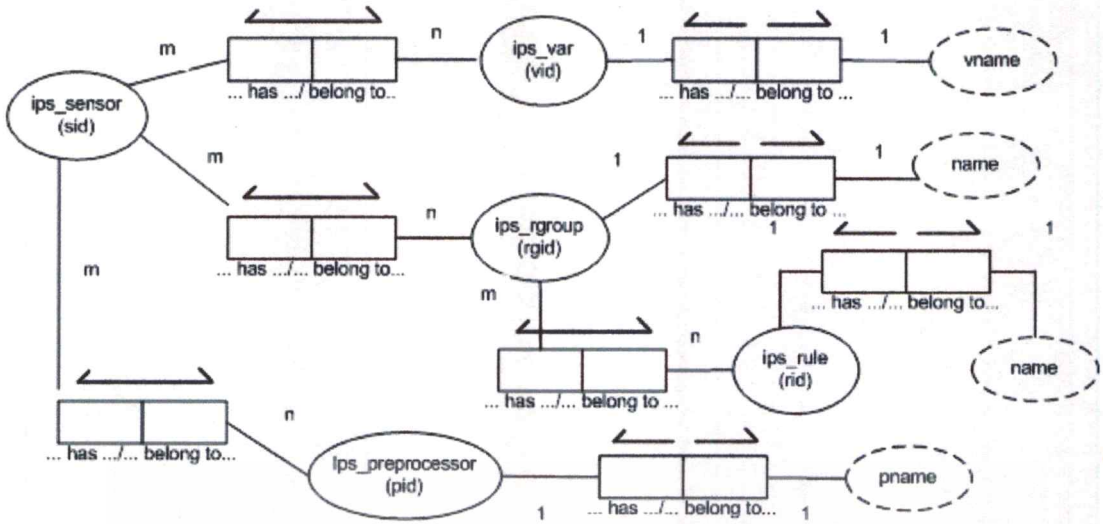 m
n
ips_var
(vid)
1
1
vname
... has .../ belong to...
... has .../... belong to ...
ips_sensor
(sid)
m
n
ips_rgroup
(rgid)
1
1
name
... has .../... belong to...
... has .../... belong to ...
1
1
... has .../... belong to...
m
m
n
ips_rule
(rid)
name
... has .../... belong to ...
n
... has .../... belong to...
Ips_preprocessor
(pid)
1
1
pname
... has .../... belong to ...